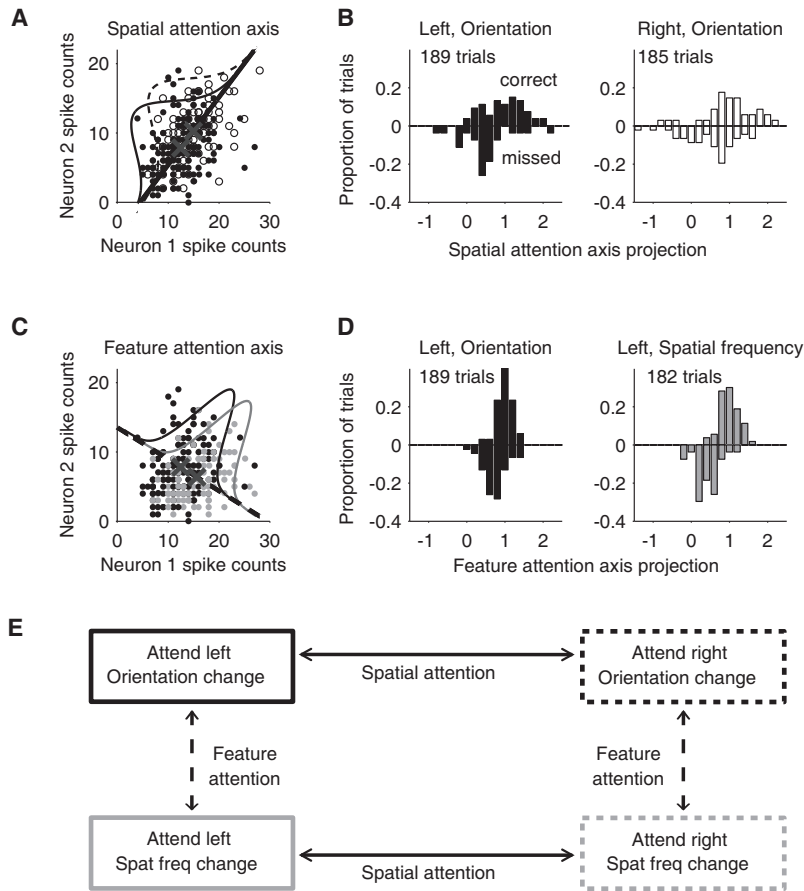 A
Spatial attention axis
Neuron 2 spike counts
20
10
0
0 10 20 30
Neuron 1 spike counts
B
Left, Orientation
189 trials
correct
missed
Proportion of trials
0.2
0
-0.2
-0.4
-1 0 1 2
Right, Orientation
185 trials
0.2
0
-0.2
-0.4
-1 0 1 2
Spatial attention axis projection
C
Feature attention axis
Neuron 2 spike counts
20
10
0
0 10 20 30
Neuron 1 spike counts
D
Left, Orientation
189 trials
Proportion of trials
0.2
0
-0.2
-0.4
-1 0 1 2
Left, Spatial frequency
182 trials
0.2
0
-0.2
-0.4
-1 0 1 2
Feature attention axis projection
E
Attend left
Orientation change
Spatial attention
Attend right
Orientation change
Feature
attention
Feature
attention
Attend left
Spat freq change
Spatial attention
Attend right
Spat freq change